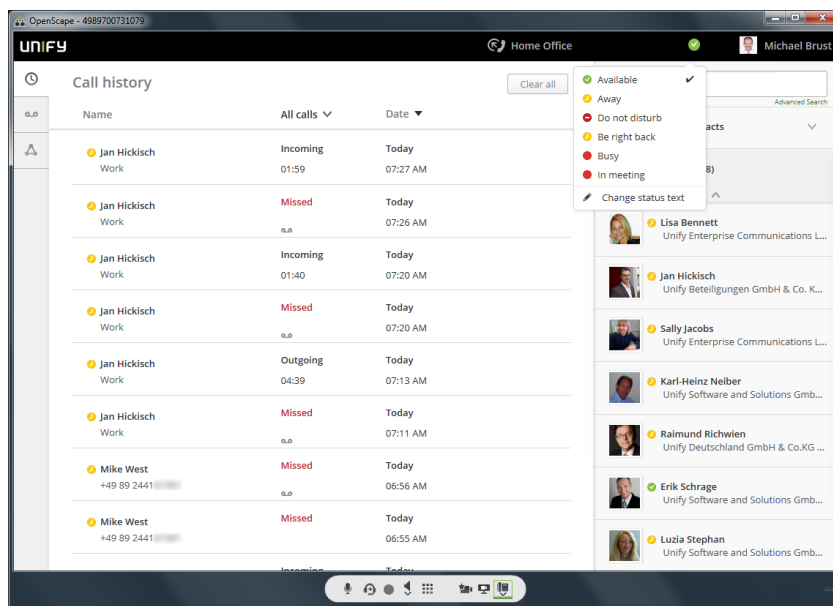 OpenScape - 4989700731079
UNIFY
Home Office
Michael Brust
Call history
Clear all
Available
Away
Do not disturb
Be right back
Busy
In meeting
Change status text
Advanced Search
acts
8)
Name
All calls
Date
Jan Hickisch
Work
Incoming
01:59
Today
07:27 AM
Jan Hickisch
Work
Missed
Today
07:26 AM
Jan Hickisch
Work
Incoming
01:40
Today
07:20 AM
Jan Hickisch
Work
Missed
Today
07:20 AM
Jan Hickisch
Work
Outgoing
04:39
Today
07:13 AM
Jan Hickisch
Work
Missed
Today
07:11 AM
Mike West
+49 89 2441
Missed
Today
06:56 AM
Mike West
+49 89 2441
Missed
Today
06:55 AM
Incoming
Today
Lisa Bennett
Unify Enterprise Communications L...
Jan Hickisch
Unify Beteiligungen GmbH & Co. K...
Sally Jacobs
Unify Enterprise Communications L...
Karl-Heinz Neiber
Unify Software and Solutions Gmb...
Raimund Richwien
Unify Deutschland GmbH & Co.KG ...
Erik Schrage
Unify Software and Solutions Gmb...
Luzia Stephan
Unify Software and Solutions Gmb...